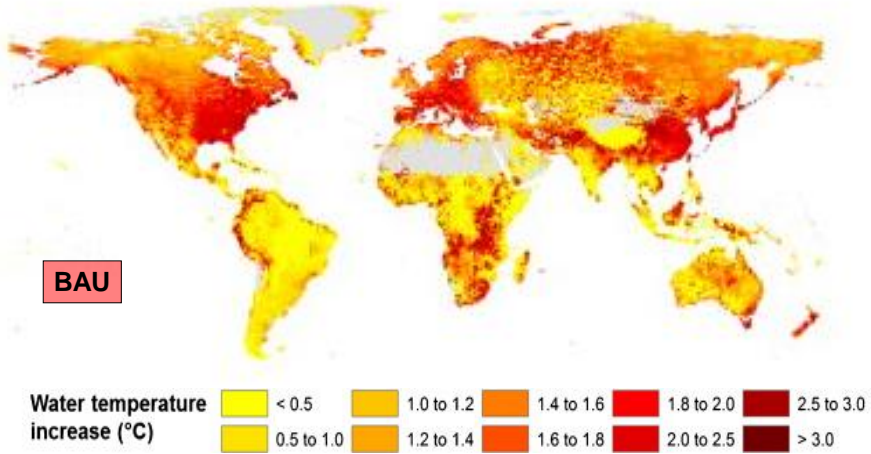 BAU
Water temperature increase (°C)
< 0.5
1.0 to 1.2
1.4 to 1.6
1.8 to 2.0
2.5 to 3.0
0.5 to 1.0
1.2 to 1.4
1.6 to 1.8
2.0 to 2.5
> 3.0